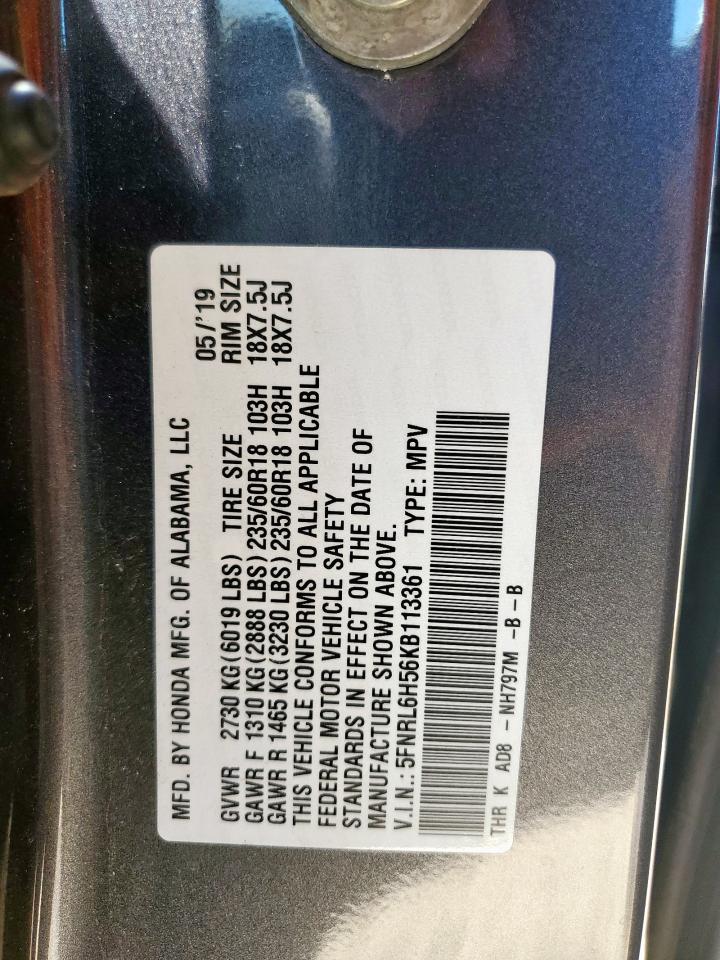 MFD. BY HONDA MFG. OF ALABAMA, LLC
05/'19
GVWR 2730 KG (6019 LBS) TIRE SIZE RIM SIZE
GAWR F 1310 KG (2888 LBS) 235/60R18 103H 18X7.5J
GAWR R 1465 KG (3230 LBS) 235/60R18 103H 18X7.5J
THIS VEHICLE CONFORMS TO ALL APPLICABLE
FEDERAL MOTOR VEHICLE SAFETY
STANDARDS IN EFFECT ON THE DATE OF
MANUFACTURE SHOWN ABOVE.
V.I.N.: 5FNRL6H56KB113361 TYPE: MPV
THR K AD8 - NH797M -B-B